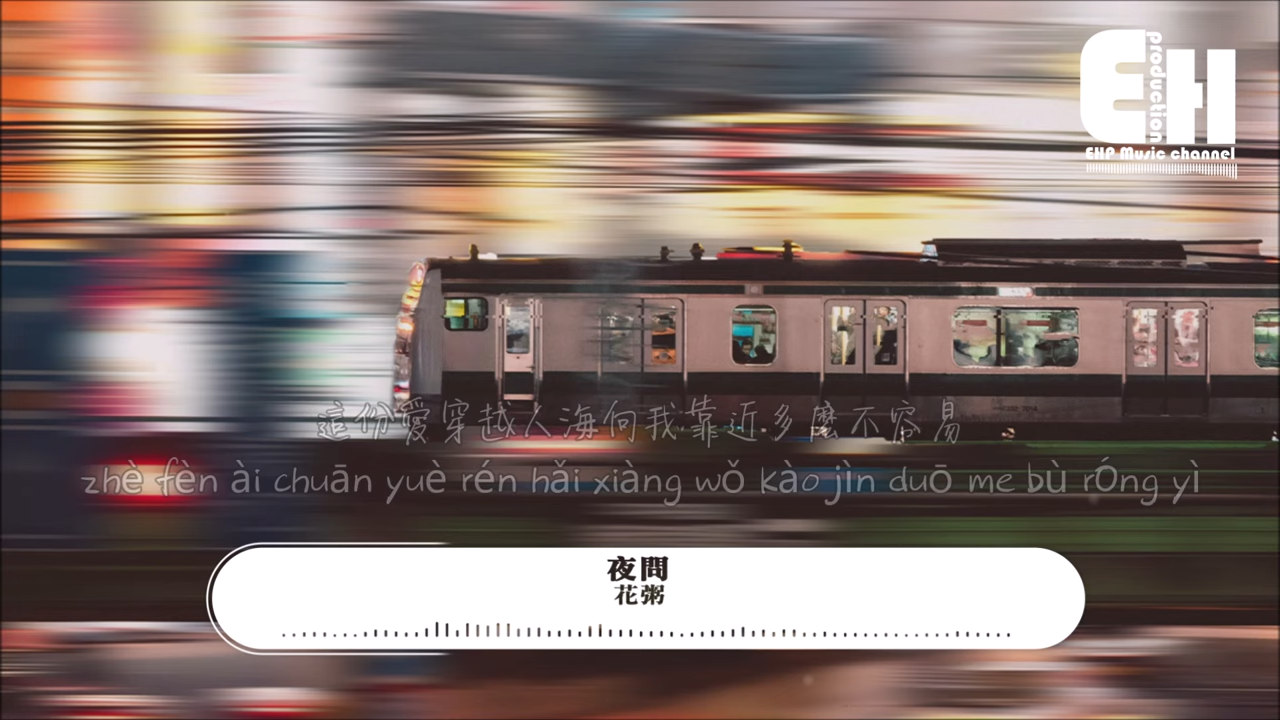 production
EH
EHP Music channel
這份愛穿越人海向我靠近多麼不容易
zhè fèn ài chuān yuè rén hǎi xiàng wǒ kào jìn duō me bù róng yì
夜問
花粥